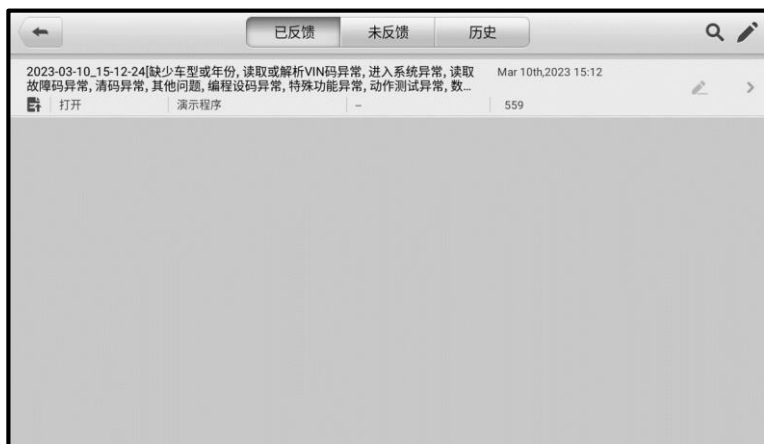 已反馈 未反馈 历史
2023-03-10_15-12-24[缺少车型或年份, 读取或解析VIN码异常, 进入系统异常, 读取 Mar 10th,2023 15:12
故障码异常, 清码异常, 其他问题, 编程设码异常, 特殊功能异常, 动作测试异常, 数...
打开 演示程序 – 559